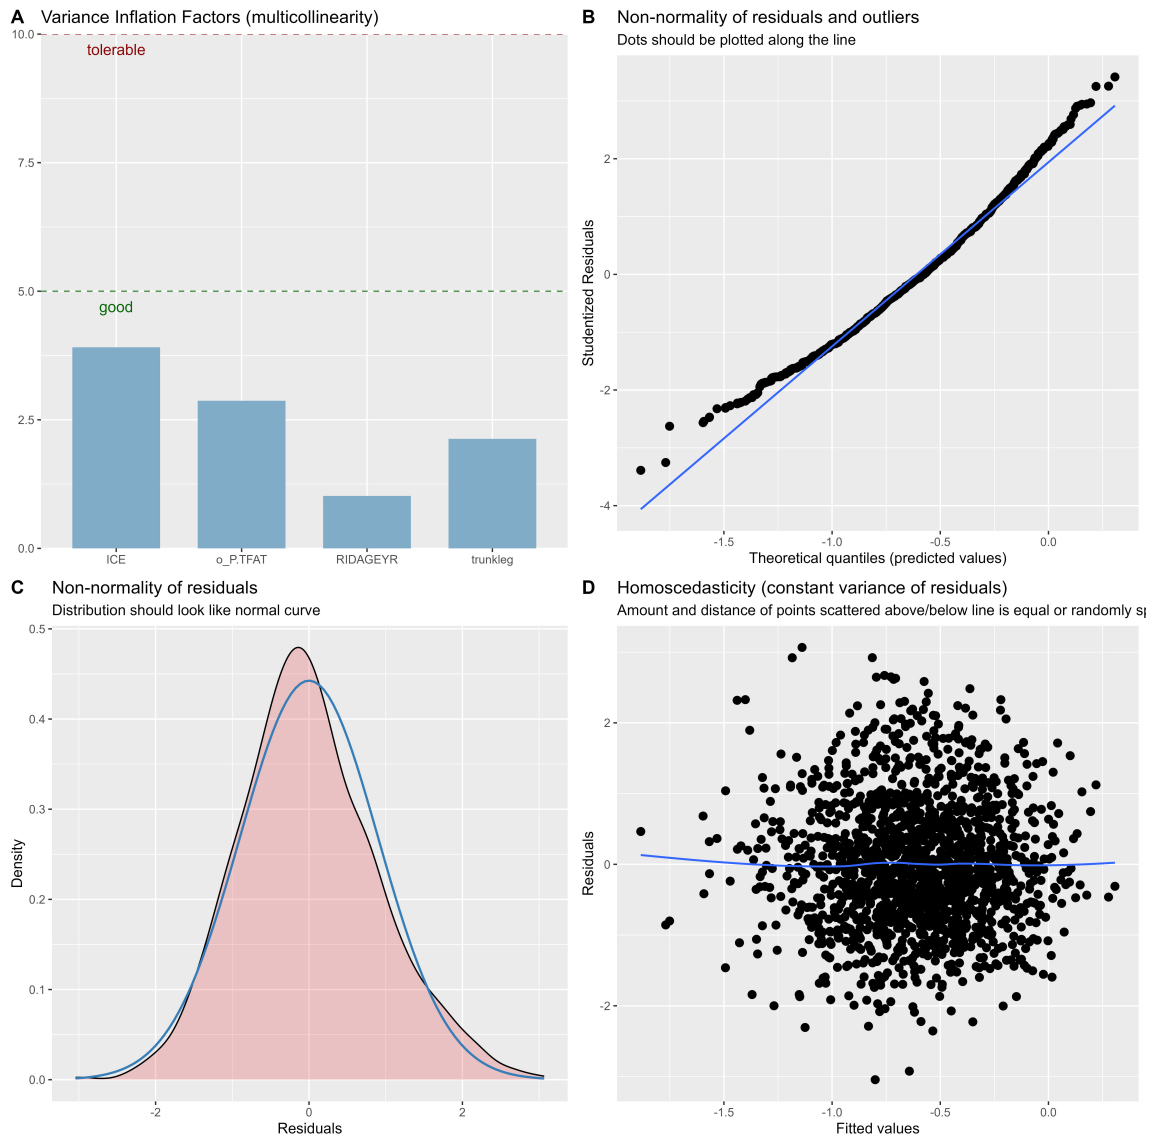 A Variance Inflation Factors (multicollinearity)
10.0
tolerable
7.5
5.0
good
2.5
0.0
ICE o_P.TFAT RIDAGEYR trunkleg
B Non-normality of residuals and outliers
Dots should be plotted along the line
Studentized Residuals
2
0
-2
-4
-1.5 -1.0 -0.5 0.0
Theoretical quantiles (predicted values)
C Non-normality of residuals
Distribution should look like normal curve
Density
0.5
0.4
0.3
0.2
0.1
0.0
-2 0 2
Residuals
D Homoscedasticity (constant variance of residuals)
Amount and distance of points scattered above/below line is equal or randomly
Residuals
2
0
-2
-1.5 -1.0 -0.5 0.0
Fitted values